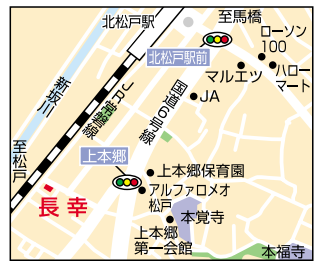 北松戸駅
至馬橋
ローソン
100
北松戸駅前
マルエツ
ハロー
マート
新坂川
JR常磐線
国道6号線
JA
至松戸
上本郷
上本郷保育園
アルファロメオ
松戸
長幸
本覚寺
上本郷
第一会館
本福寺